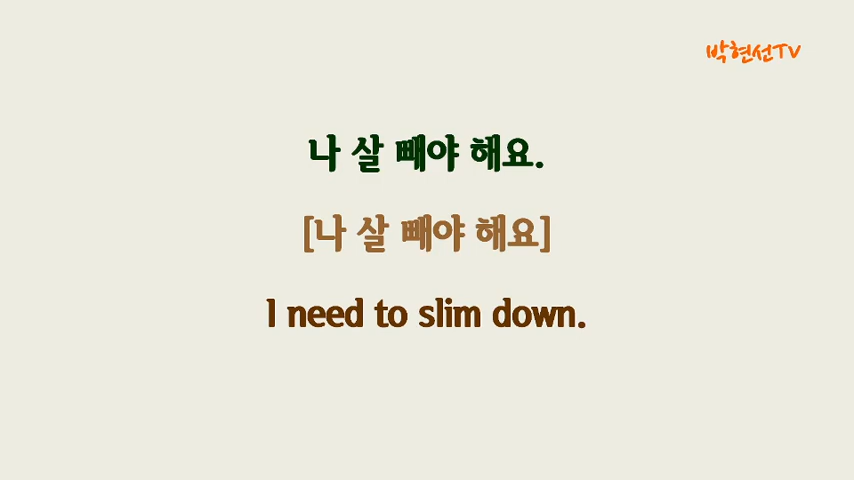 박현선TV
나 살 빼야 해요.
[나 살 빼야 해요]
I need to slim down.